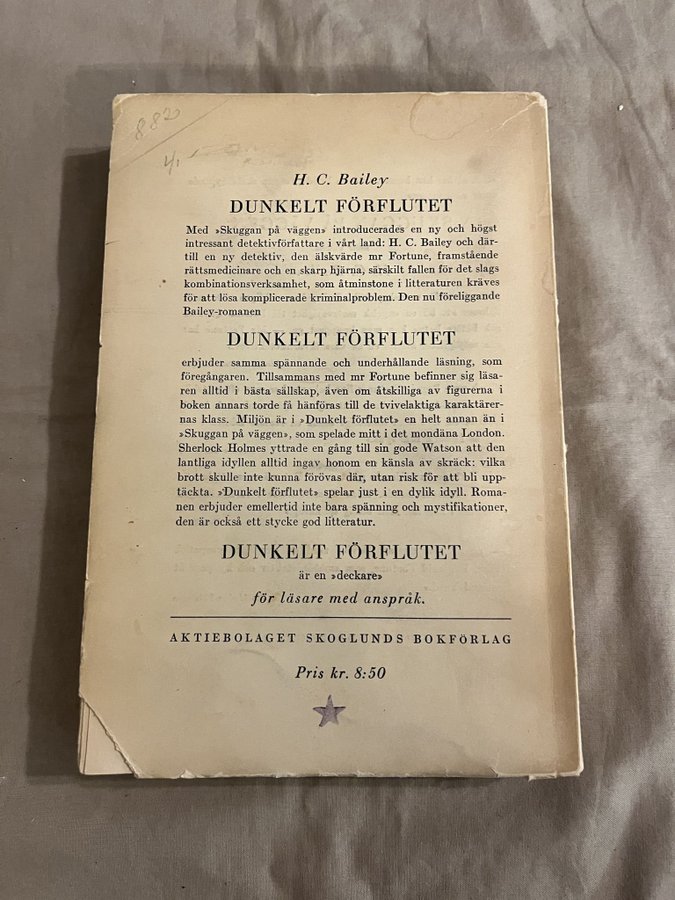 882
4/1
H. C. Bailey
DUNKELT FÖRFLUTET
Med »Skuggan på väggen» introducerades en ny och högst
intressant detektivförfattare i vårt land: H. C. Bailey och där-
till en ny detektiv, den älskvärde mr Fortune, framstående
rättsmedicinare och en skarp hjärna, särskilt fallen för det slags
kombinationsverksamhet, som åtminstone i litteraturen kräves
för att lösa komplicerade kriminalproblem. Den nu föreliggande
Bailey-romanen
DUNKELT FÖRFLUTET
erbjuder samma spännande och underhållande läsning, som
föregångaren. Tillsammans med mr Fortune befinner sig läsa-
ren alltid i bästa sällskap, även om åtskilliga av figurerna i
boken annars torde få hänföras till de tvivelaktiga karaktärer-
nas klass. Miljön är i »Dunkelt förflutet» en helt annan än i
»Skuggan på väggen», som spelade mitt i det mondäna London.
Sherlock Holmes yttrade en gång till sin gode Watson att den
lantliga idyllen alltid ingav honom en känsla av skräck: vilka
brott skulle inte kunna förövas där, utan risk för att bli upp-
täckta. »Dunkelt förflutet» spelar just i en dylik idyll. Roma-
nen erbjuder emellertid inte bara spänning och mystifikationer,
den är också ett stycke god litteratur.
DUNKELT FÖRFLUTET
är en »deckare»
för läsare med anspråk.
AKTIEBOLAGET SKOGLUNDS BOKFÖRLAG
Pris kr. 8:50